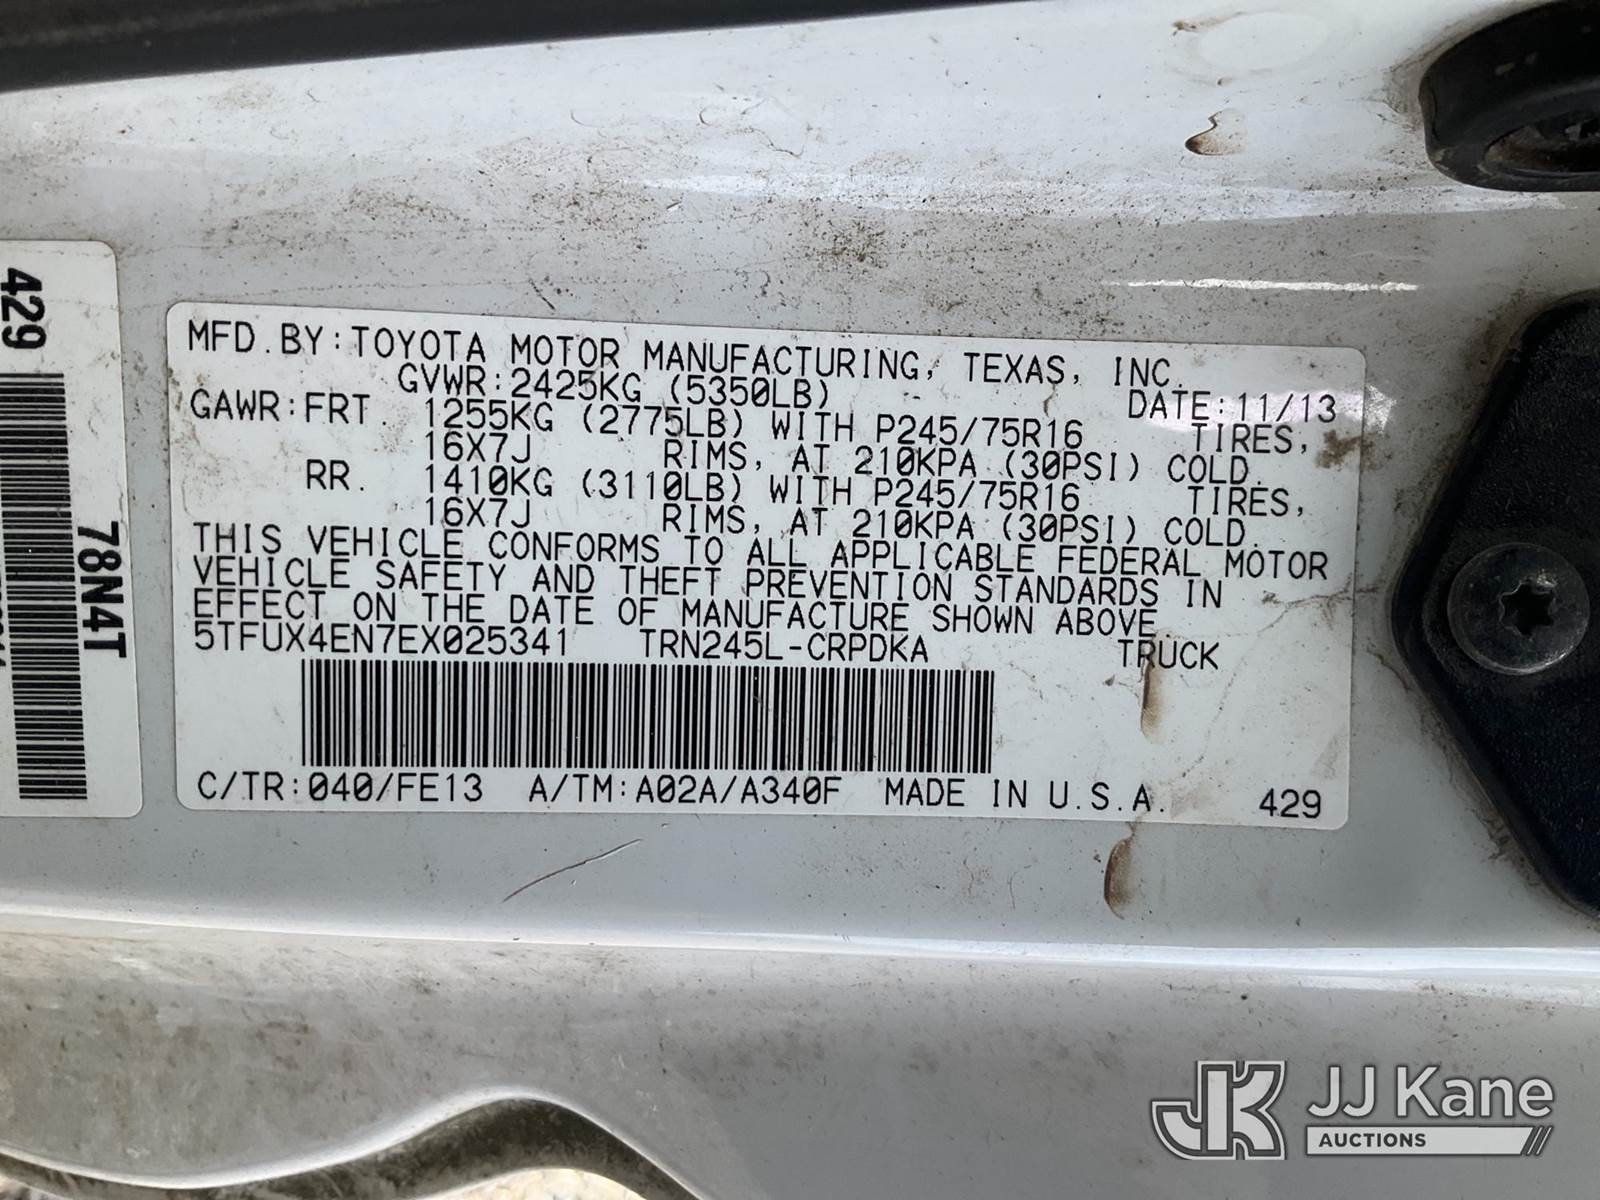 MFD. BY: TOYOTA MOTOR MANUFACTURING, TEXAS, INC.
GVWR: 2425KG (5350LB) DATE: 11/13
GAWR: FRT. 1255KG (2775LB) WITH P245/75R16 TIRES,
16X7J RIMS, AT 210KPA (30PSI) COLD.
RR. 1410KG (3110LB) WITH P245/75R16 TIRES,
16X7J RIMS, AT 210KPA (30PSI) COLD.
THIS VEHICLE CONFORMS TO ALL APPLICABLE FEDERAL MOTOR
VEHICLE SAFETY AND THEFT PREVENTION STANDARDS IN
EFFECT ON THE DATE OF MANUFACTURE SHOWN ABOVE.
5TFUX4EN7EX025341 TRN245L-CRPDKA TRUCK
C/TR: 040/FE13 A/TM: A02A/A340F MADE IN U.S.A. 429
429
78N4T
JK JJ Kane
AUCTIONS